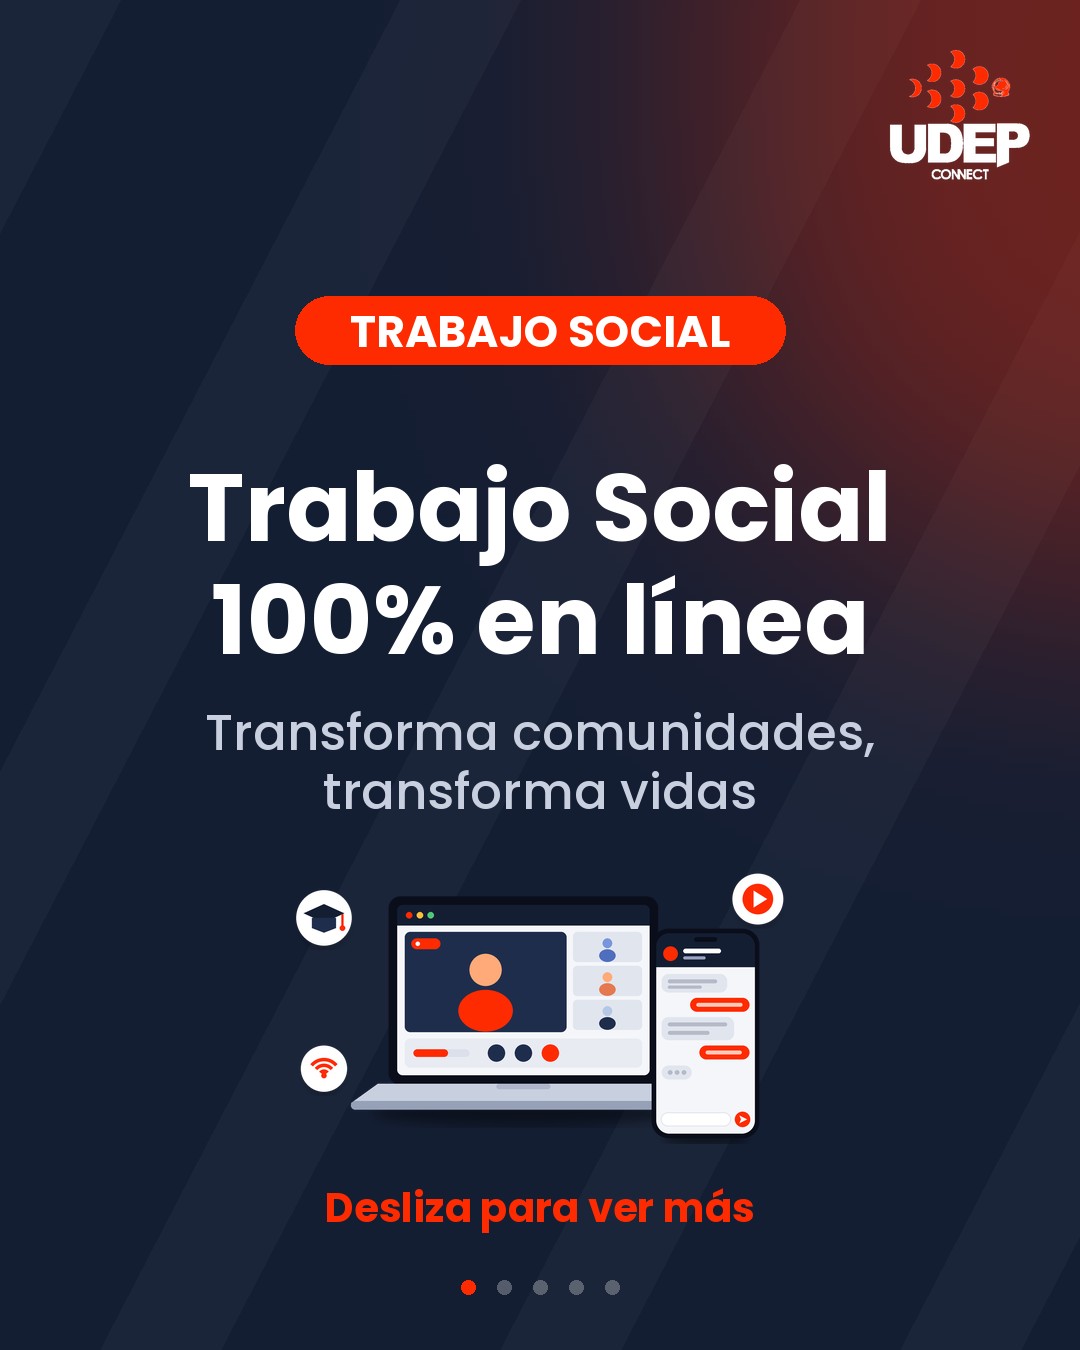 UDEP
CONNECT
TRABAJO SOCIAL
Trabajo Social
100% en línea
Transforma comunidades,
transforma vidas
Desliza para ver más